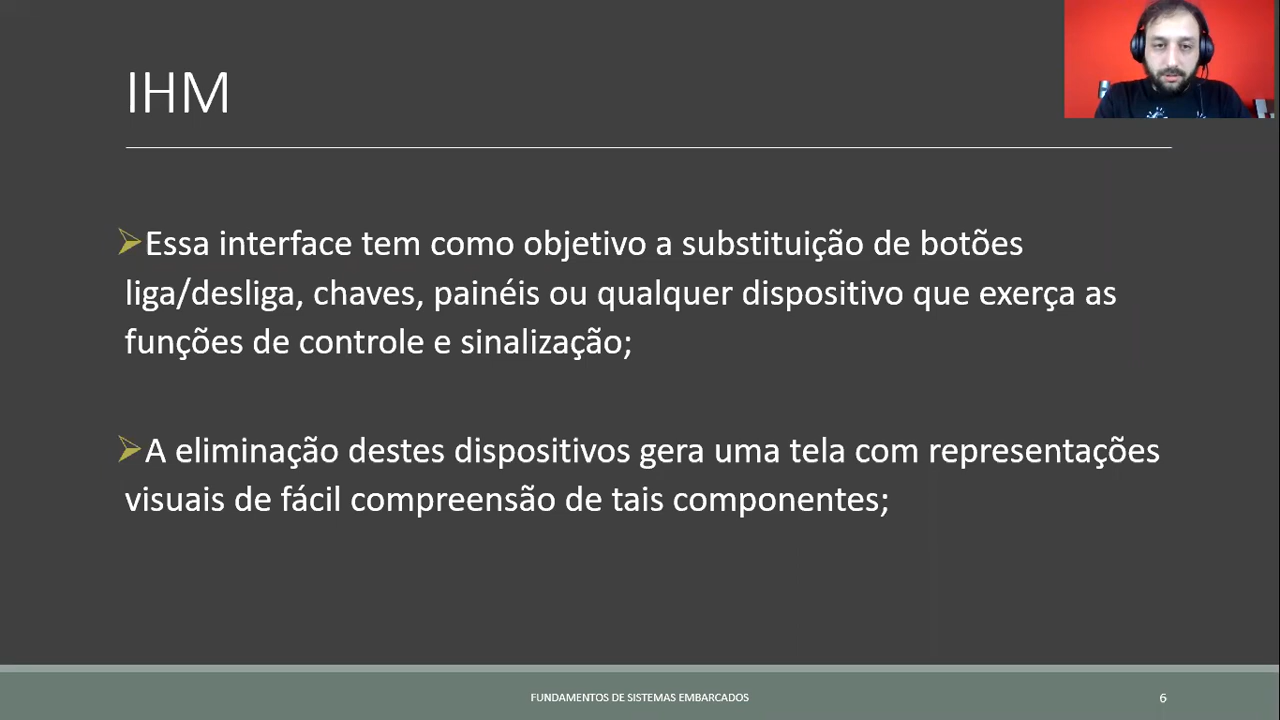 IHM
Essa interface tem como objetivo a substituição de botões
liga/desliga, chaves, painéis ou qualquer dispositivo que exerça as
funções de controle e sinalização;
A eliminação destes dispositivos gera uma tela com representações
visuais de fácil compreensão de tais componentes;
FUNDAMENTOS DE SISTEMAS EMBARCADOS
6